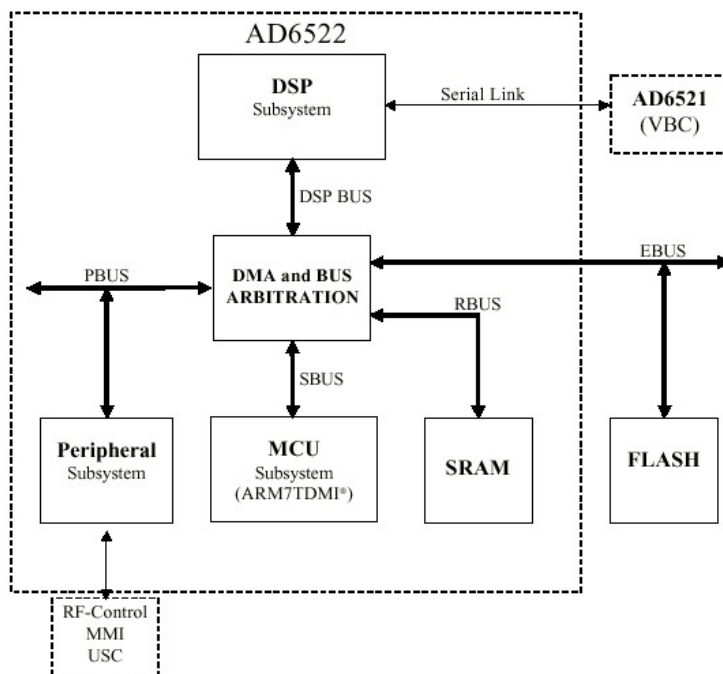 AD6522
DSP
Subsystem
Serial Link
AD6521
(VBC)
DSP BUS
PBUS
DMA and BUS
ARBITRATION
EBUS
RBUS
SBUS
Peripheral
Subsystem
MCU
Subsystem
(ARM7TDMI®)
SRAM
FLASH
RF-Control
MMI
USC